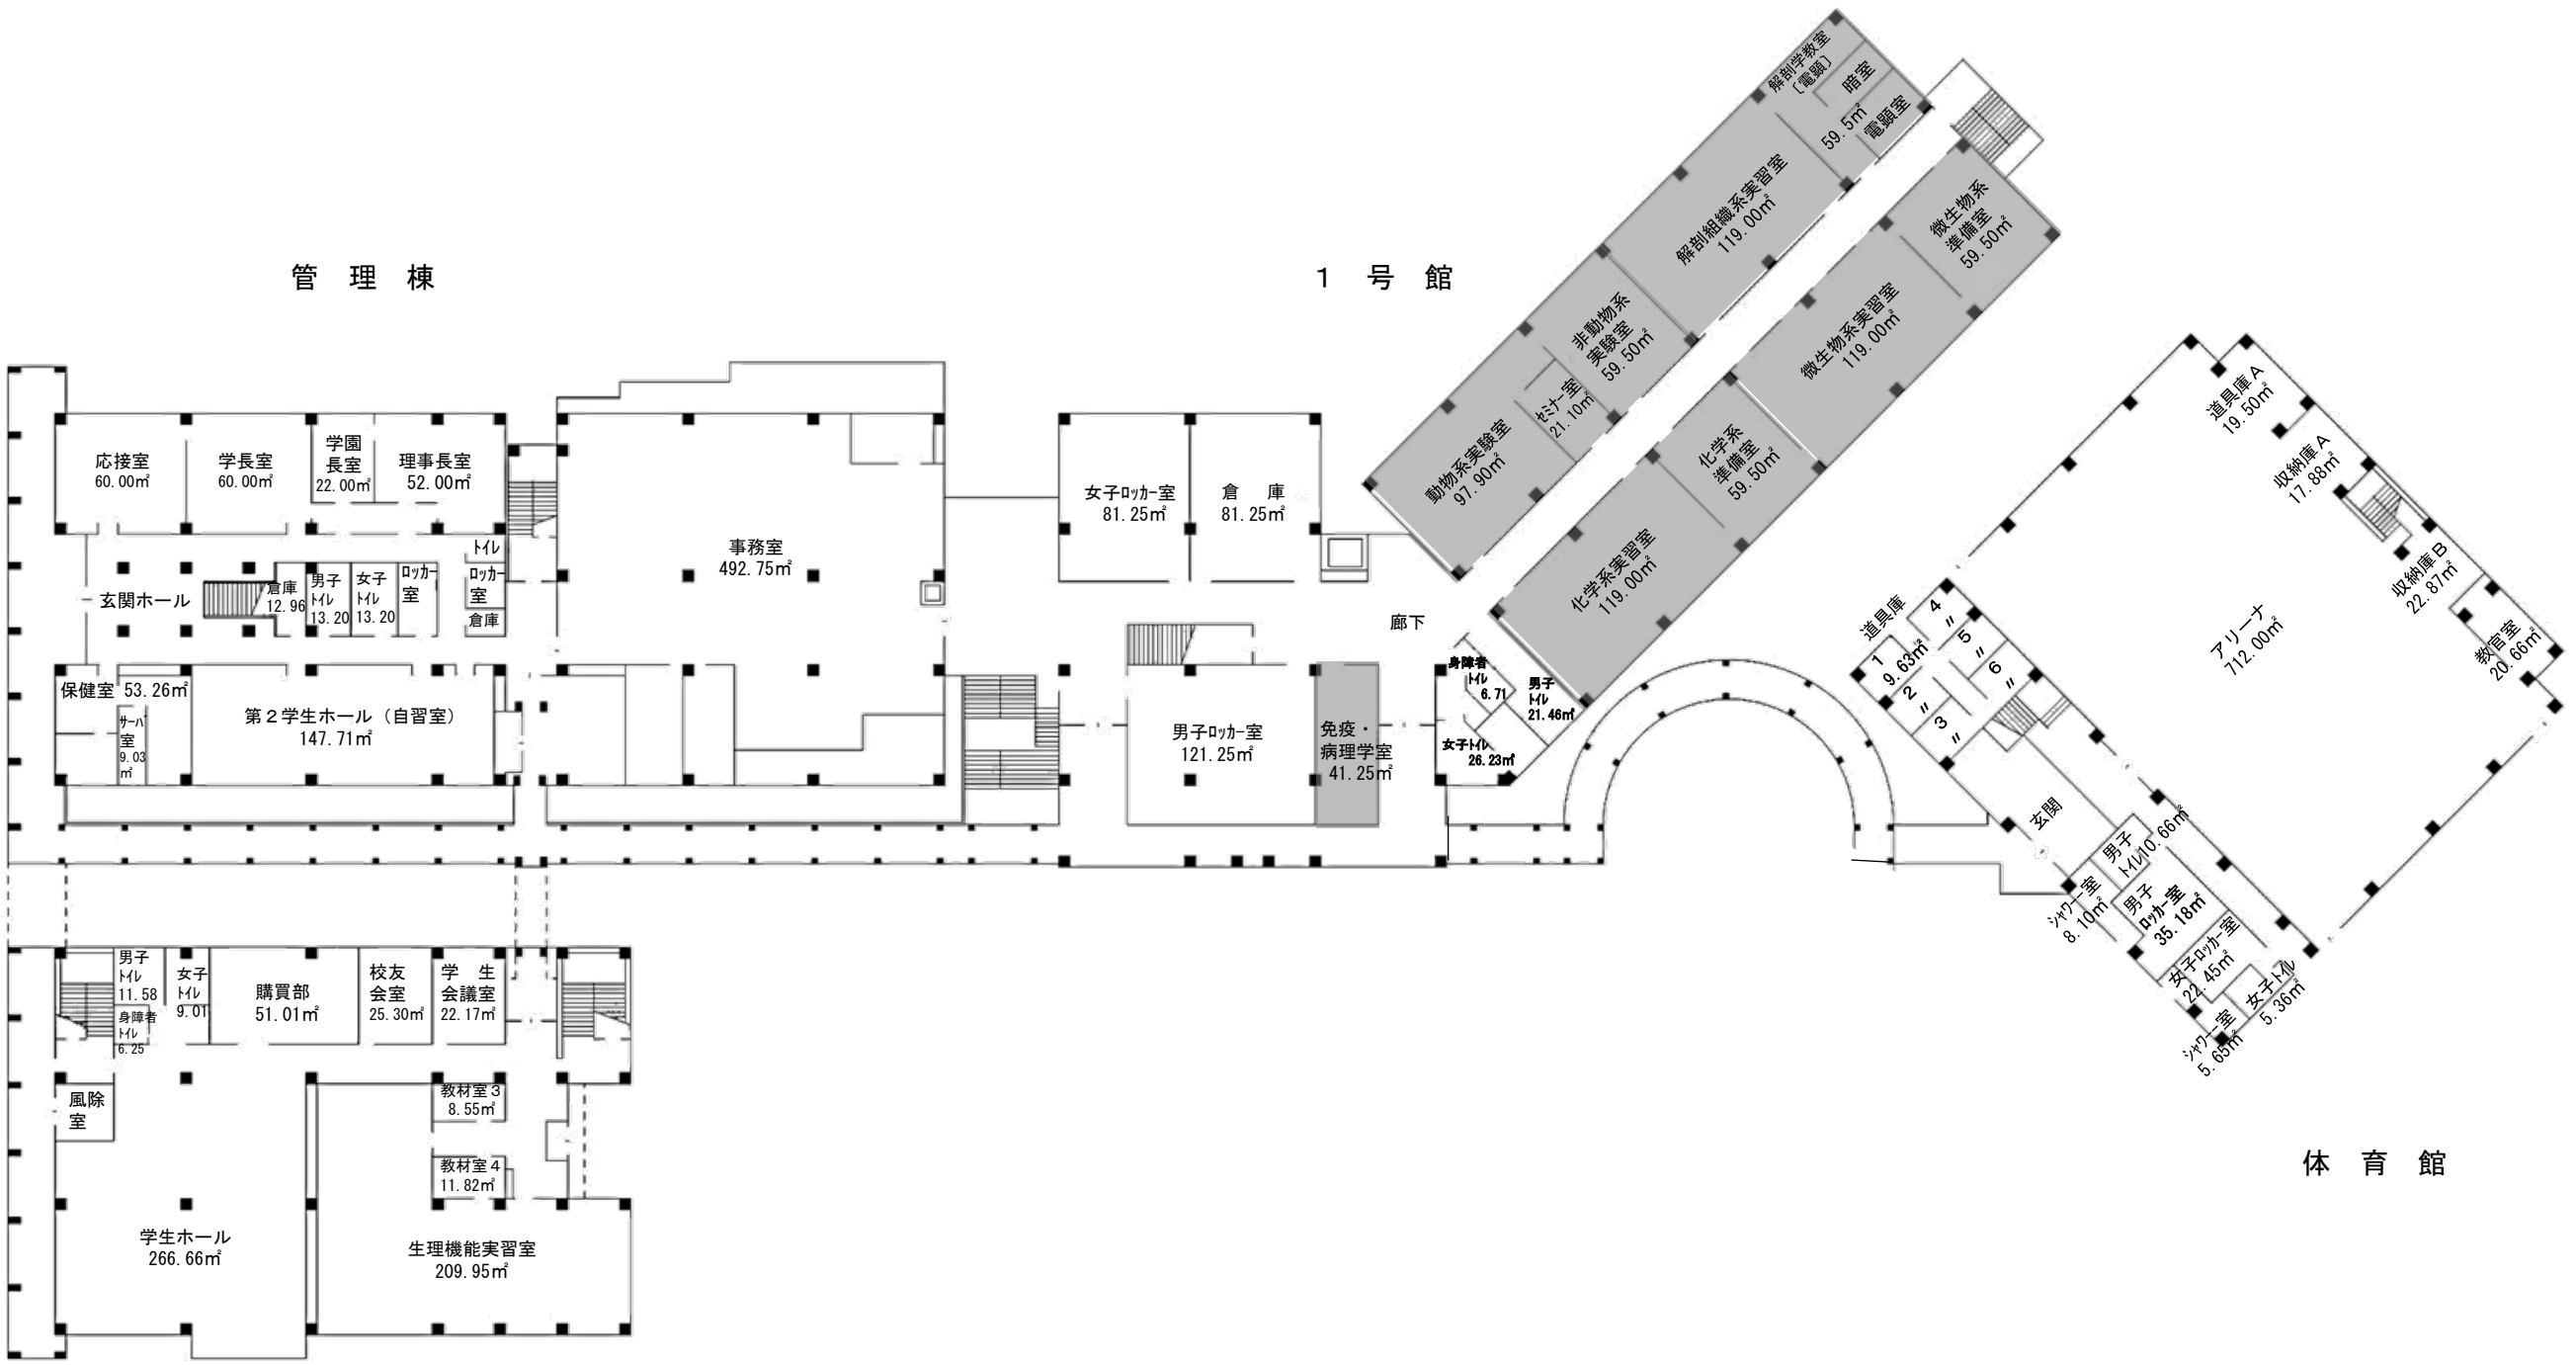 管 理 棟
1 号 館
体 育 館
応接室
60.00㎡
学長室
60.00㎡
学園
長室
22.00㎡
理事長室
52.00㎡
玄関ホール
倉庫
12.96
男子
トイレ
13.20
女子
トイレ
13.20
ロッカー
室
トイレ
ロッカー
室
倉庫
保健室 53.26㎡
サーバ
室
9.03
㎡
第２学生ホール（自習室）
147.71㎡
事務室
492.75㎡
女子ロッカー室
81.25㎡
倉 庫
81.25㎡
廊下
男子ロッカー室
121.25㎡
免疫・
病理学室
41.25㎡
身障者
トイレ
6.71
男子
トイレ
21.46㎡
女子トイレ
26.23㎡
解剖学教室
〔電顕〕
暗室
59.5㎡
電顕室
解剖組織系実習室
119.00㎡
非動物系
実験室
59.50㎡
セミナー室
21.10㎡
動物系実験室
97.90㎡
微生物系
準備室
59.50㎡
微生物系実習室
119.00㎡
化学系
準備室
59.50㎡
化学系実習室
119.00㎡
道具庫Ａ
19.50㎡
収納庫Ａ
17.88㎡
収納庫Ｂ
22.87㎡
教官室
20.66㎡
アリーナ
712.00㎡
道具庫
1
9.63㎡
2
〃
3
〃
4
〃
5
〃
6
〃
玄関
男子
トイレ10.66㎡
シャワー室
8.10㎡
男子
ロッカー室
35.18㎡
女子ロッカー室
22.45㎡
女子トイレ
5.36㎡
シャワー室
5.65㎡
男子
トイレ
11.58
身障者
トイレ
6.25
女子
トイレ
9.01
購買部
51.01㎡
校友
会室
25.30㎡
学 生
会議室
22.17㎡
風除
室
教材室３
8.55㎡
教材室４
11.82㎡
学生ホール
266.66㎡
生理機能実習室
209.95㎡